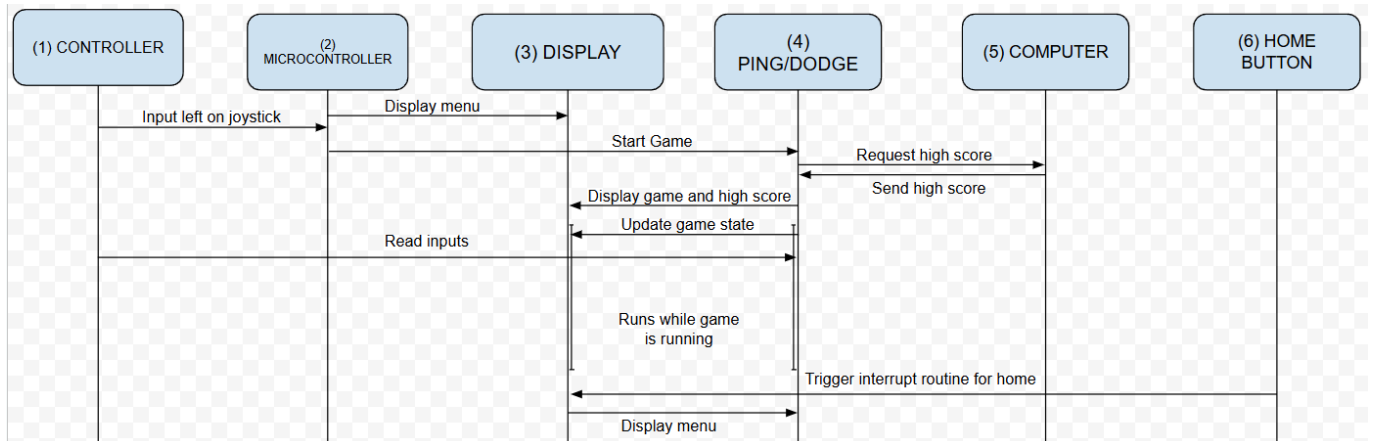 (1) CONTROLLER
(2)
MICROCONTROLLER
(3) DISPLAY
(4)
PING/DODGE
(5) COMPUTER
(6) HOME
BUTTON
Display menu
Input left on joystick
Start Game
Request high score
Send high score
Display game and high score
Update game state
Read inputs
Runs while game
is running
Trigger interrupt routine for home
Display menu